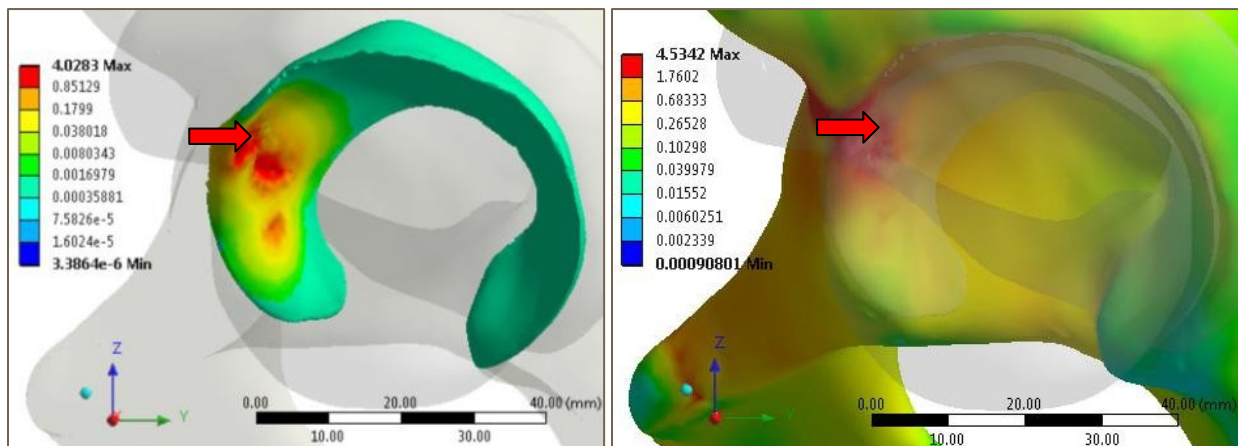 4.0283 Max
0.85129
0.1799
0.038018
0.0080343
0.0016979
0.00035881
7.5826e-5
1.6024e-5
3.3864e-6 Min
Z
Y
0.00 20.00 40.00 (mm)
10.00 30.00
4.5342 Max
1.7602
0.68333
0.26528
0.10298
0.039979
0.01552
0.0060251
0.002339
0.00090801 Min
Z
Y
0.00 20.00 40.00 (mm)
10.00 30.00